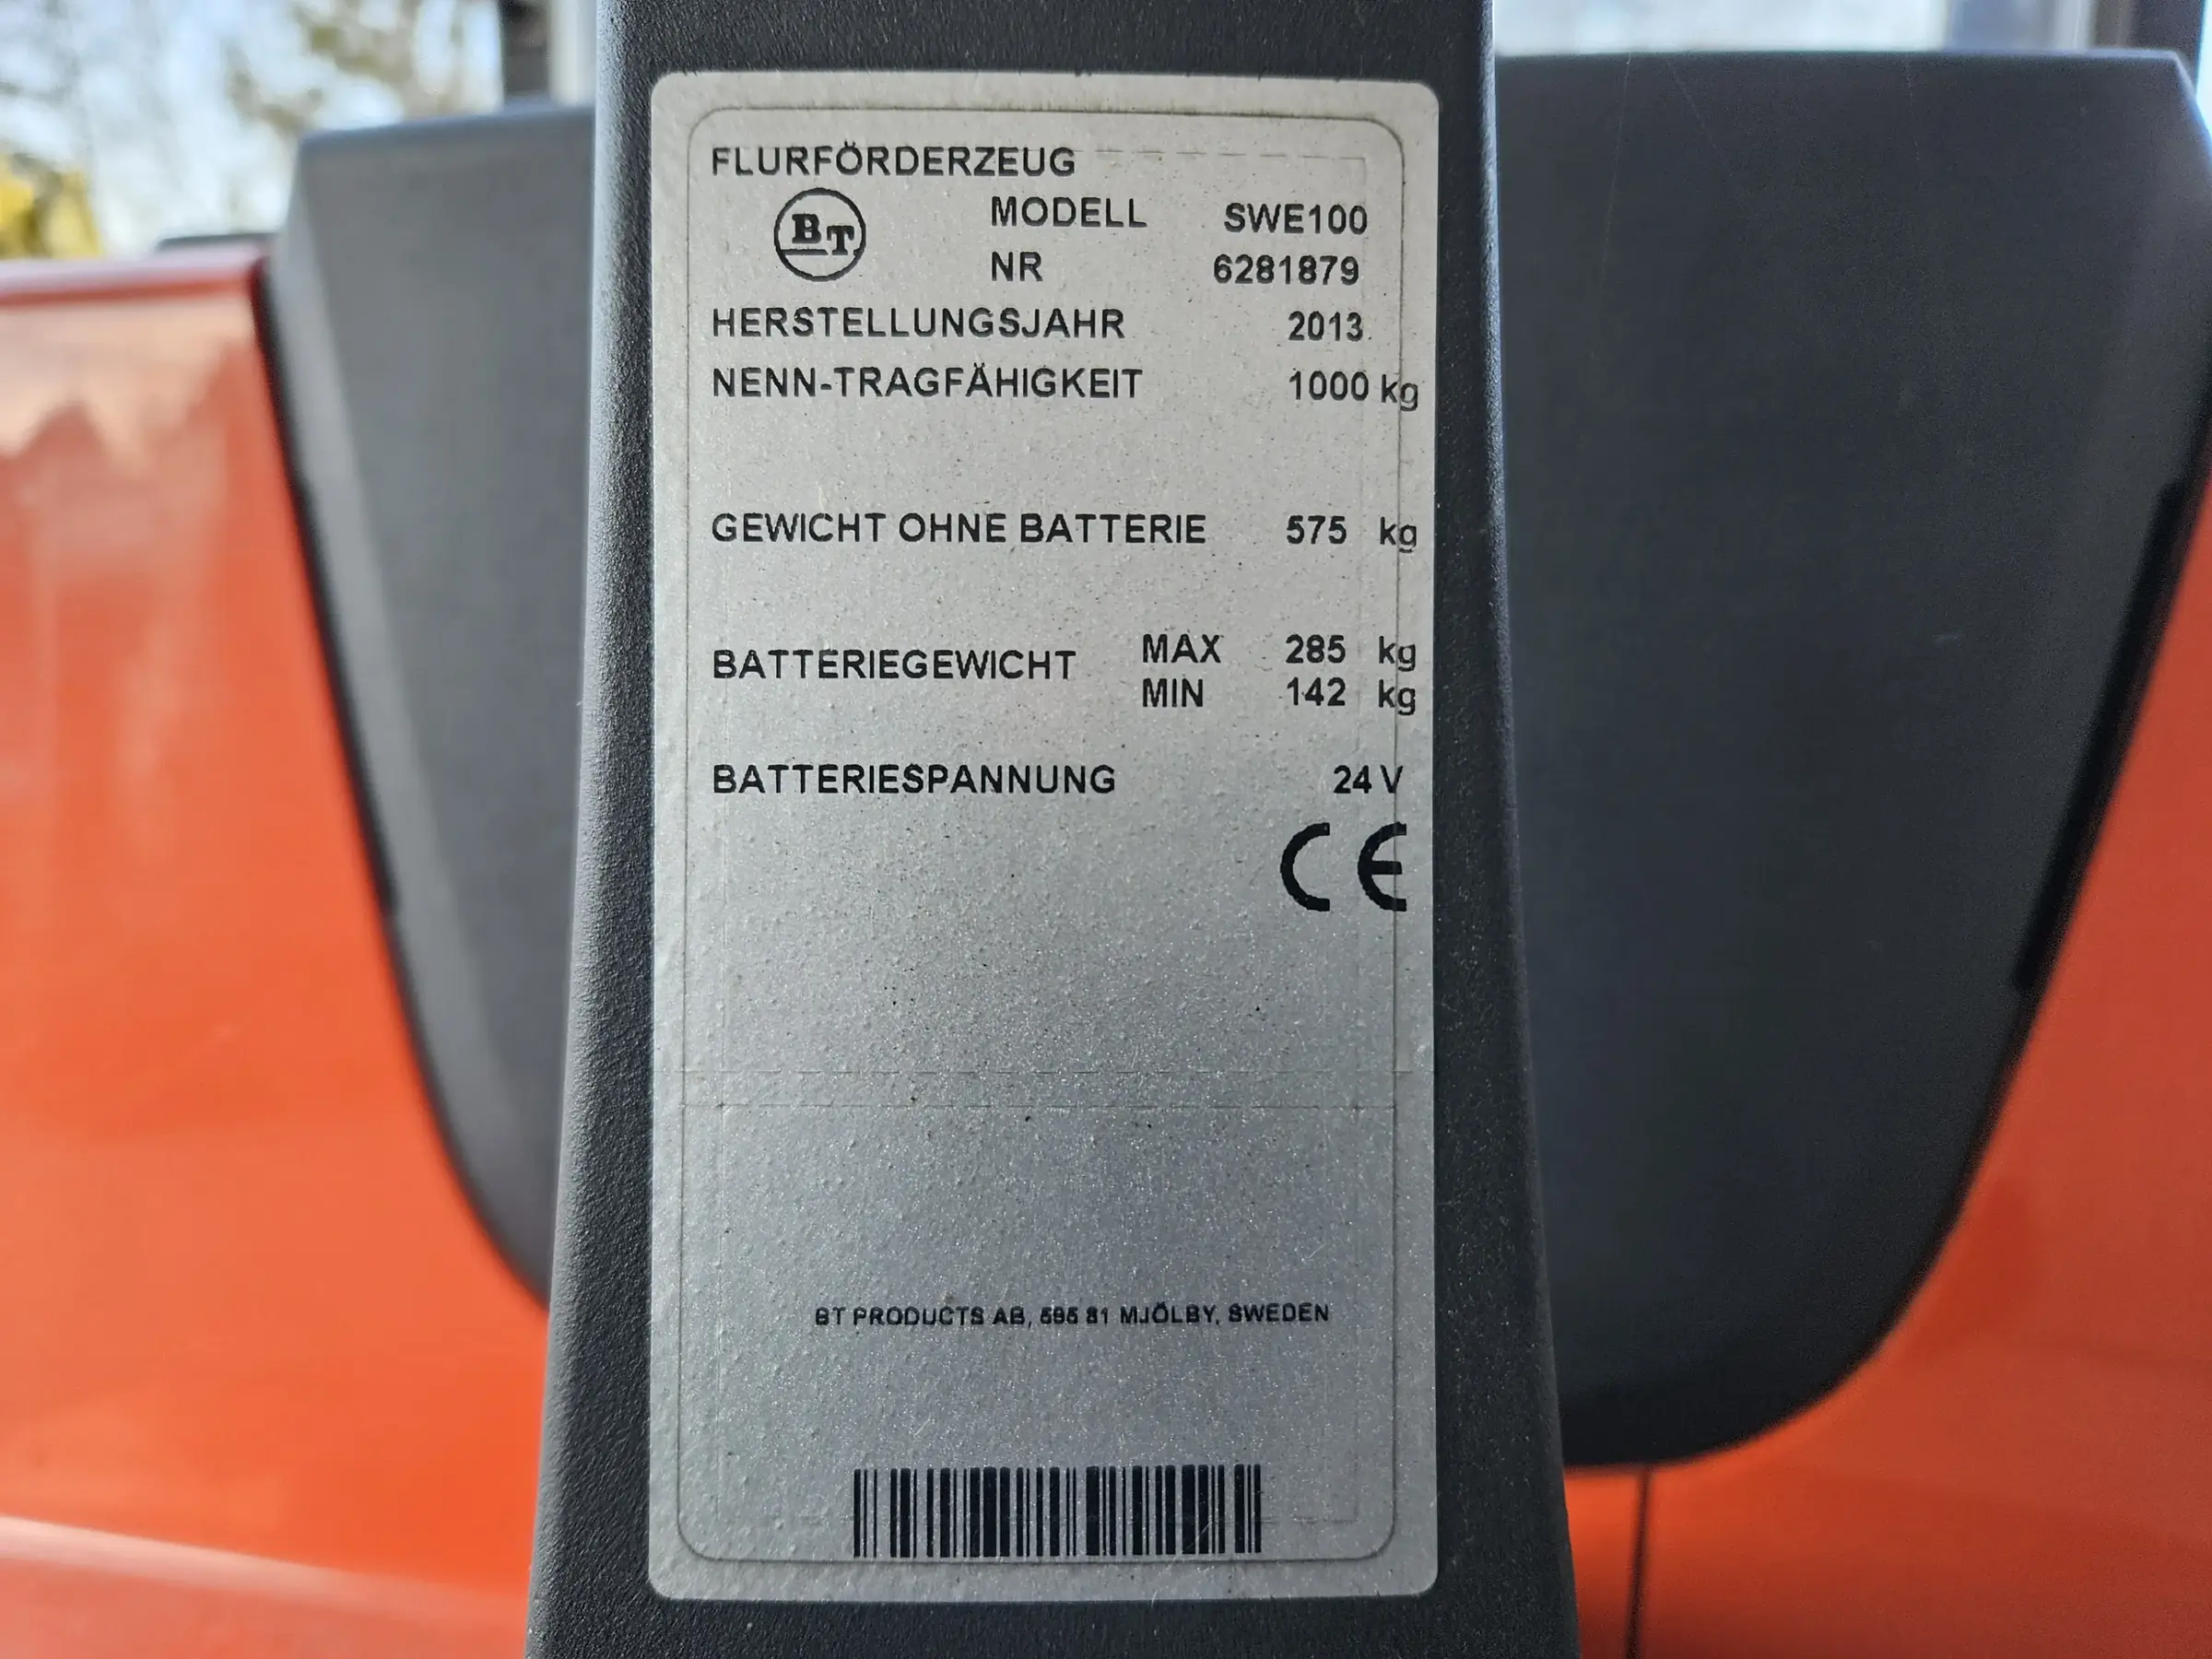 FLURFÖRDERZEUG
BT MODELL SWE100
NR 6281879
HERSTELLUNGSJAHR 2013
NENN-TRAGFÄHIGKEIT 1000 kg
GEWICHT OHNE BATTERIE 575 kg
BATTERIEGEWICHT MAX 285 kg
MIN 142 kg
BATTERIESPANNUNG 24 V
CE
BT PRODUCTS AB, 595 81 MJÖLBY, SWEDEN